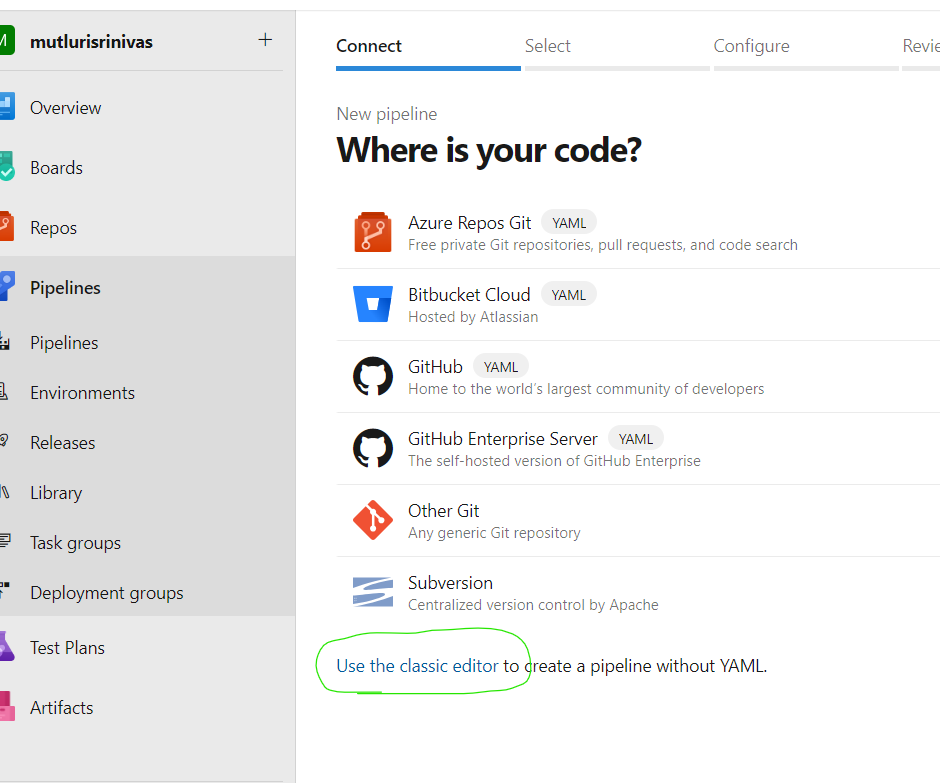 M
mutlurisrinivas
+
Overview
Boards
Repos
Pipelines
Pipelines
Environments
Releases
Library
Task groups
Deployment groups
Test Plans
Artifacts
Connect
Select
Configure
New pipeline
Where is your code?
Azure Repos Git YAML
Free private Git repositories, pull requests, and code search
Bitbucket Cloud YAML
Hosted by Atlassian
GitHub YAML
Home to the world's largest community of developers
GitHub Enterprise Server YAML
The self-hosted version of GitHub Enterprise
Other Git
Any generic Git repository
Subversion
Centralized version control by Apache
Use the classic editor to create a pipeline without YAML.